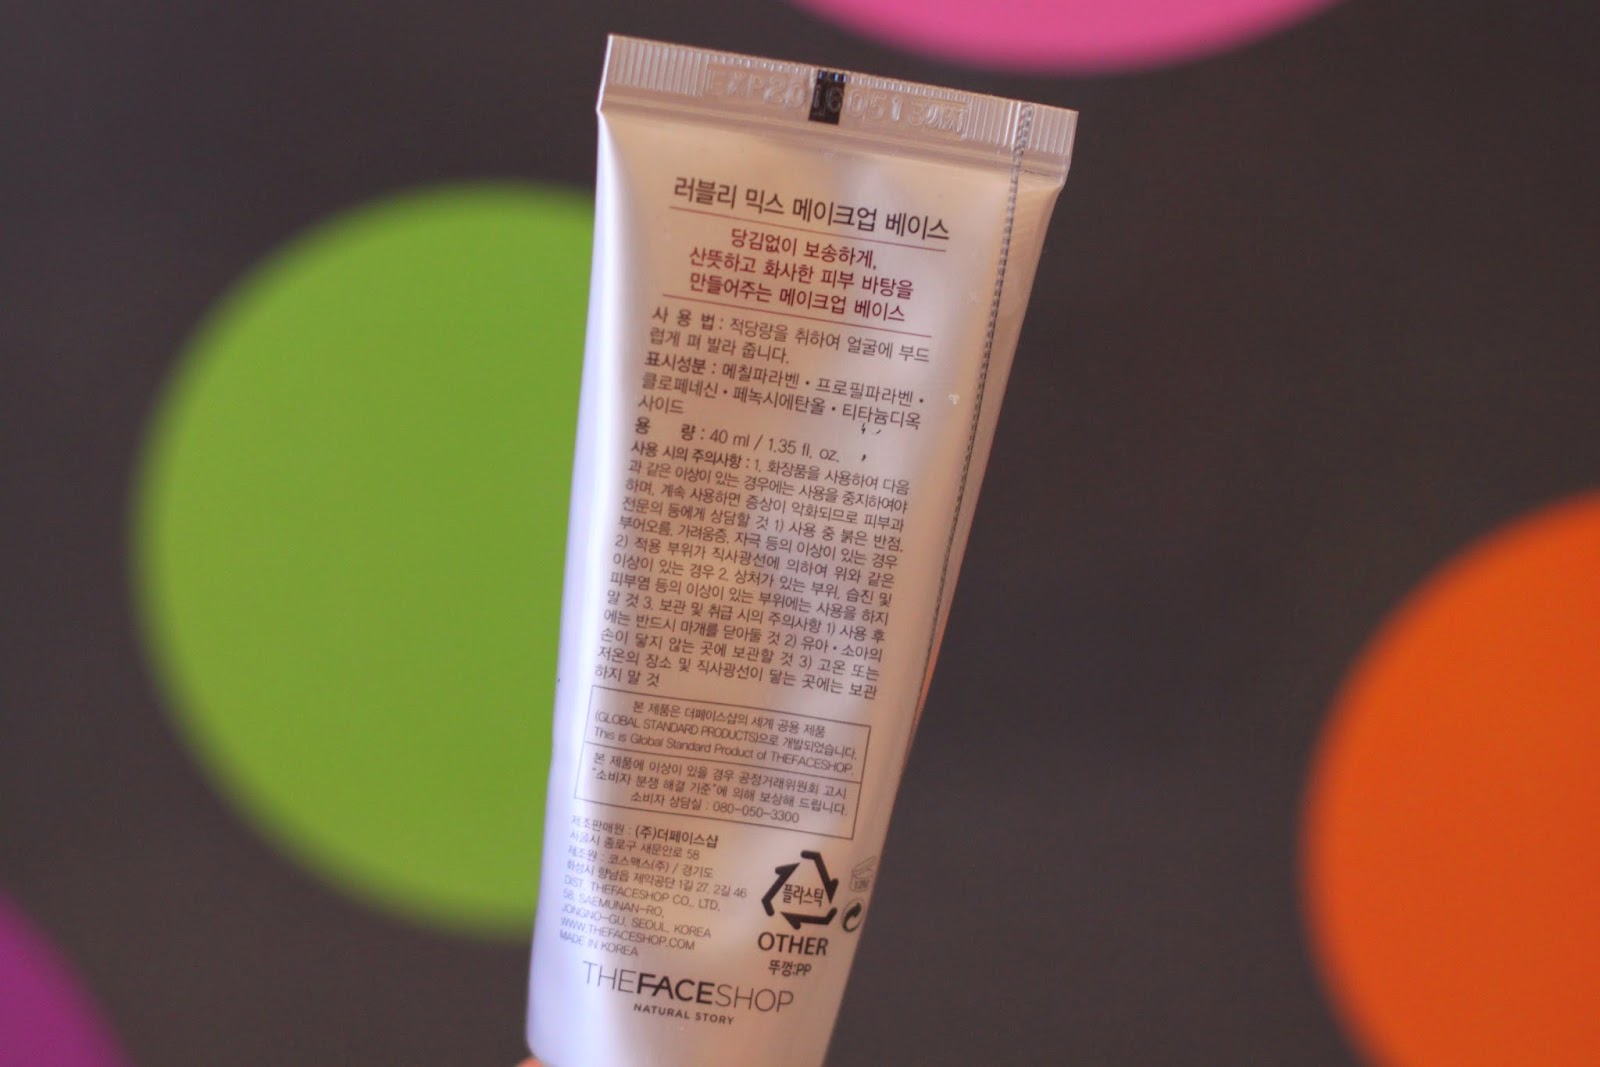 EXP20160513
러블리 믹스 메이크업 베이스
당김없이 보송하게,
산뜻하고 화사한 피부 바탕을
만들어주는 메이크업 베이스
사 용 법 : 적당량을 취하여 얼굴에 부드
럽게 펴 발라 줍니다.
표시성분 : 메칠파라벤 • 프로필파라벤 •
클로페네신 • 페녹시에탄올 • 티타늄디옥
사이드
용 량 : 40 ml / 1.35 fl. oz.
사용 시의 주의사항 : 1. 화장품을 사용하여 다음
과 같은 이상이 있는 경우에는 사용을 중지하여야
하며, 계속 사용하면 증상이 악화되므로 피부과
전문의 등에게 상담할 것 1) 사용 중 붉은 반점,
부어오름, 가려움증, 자극 등의 이상이 있는 경우
2) 적용 부위가 직사광선에 의하여 위와 같은
이상이 있는 경우 2. 상처가 있는 부위, 습진 및
피부염 등의 이상이 있는 부위에는 사용을 하지
말 것 3. 보관 및 취급 시의 주의사항 1) 사용 후
에는 반드시 마개를 닫아둘 것 2) 유아 • 소아의
손이 닿지 않는 곳에 보관할 것 3) 고온 또는
저온의 장소 및 직사광선이 닿는 곳에는 보관
하지 말 것
본 제품은 더페이스샵의 세계 공용 제품
(GLOBAL STANDARD PRODUCTS)으로 개발되었습니다.
This is Global Standard Product of THEFACESHOP.
본 제품에 이상이 있을 경우 공정거래위원회 고시
"소비자 분쟁 해결 기준"에 의해 보상해 드립니다.
소비자 상담실 : 080-050-3300
제조판매원 : (주)더페이스샵
서울시 종로구 새문안로 58
제조원 : 코스맥스(주) / 경기도
화성시 향남읍 제약공단 1길 27, 2길 46
DIST. THEFACESHOP CO., LTD.
58, SAEMUNAN-RO,
JONGNO-GU, SEOUL, KOREA
WWW.THEFACESHOP.COM
MADE IN KOREA
플라스틱
OTHER
뚜껑:PP
12M
THEFACESHOP
NATURAL STORY